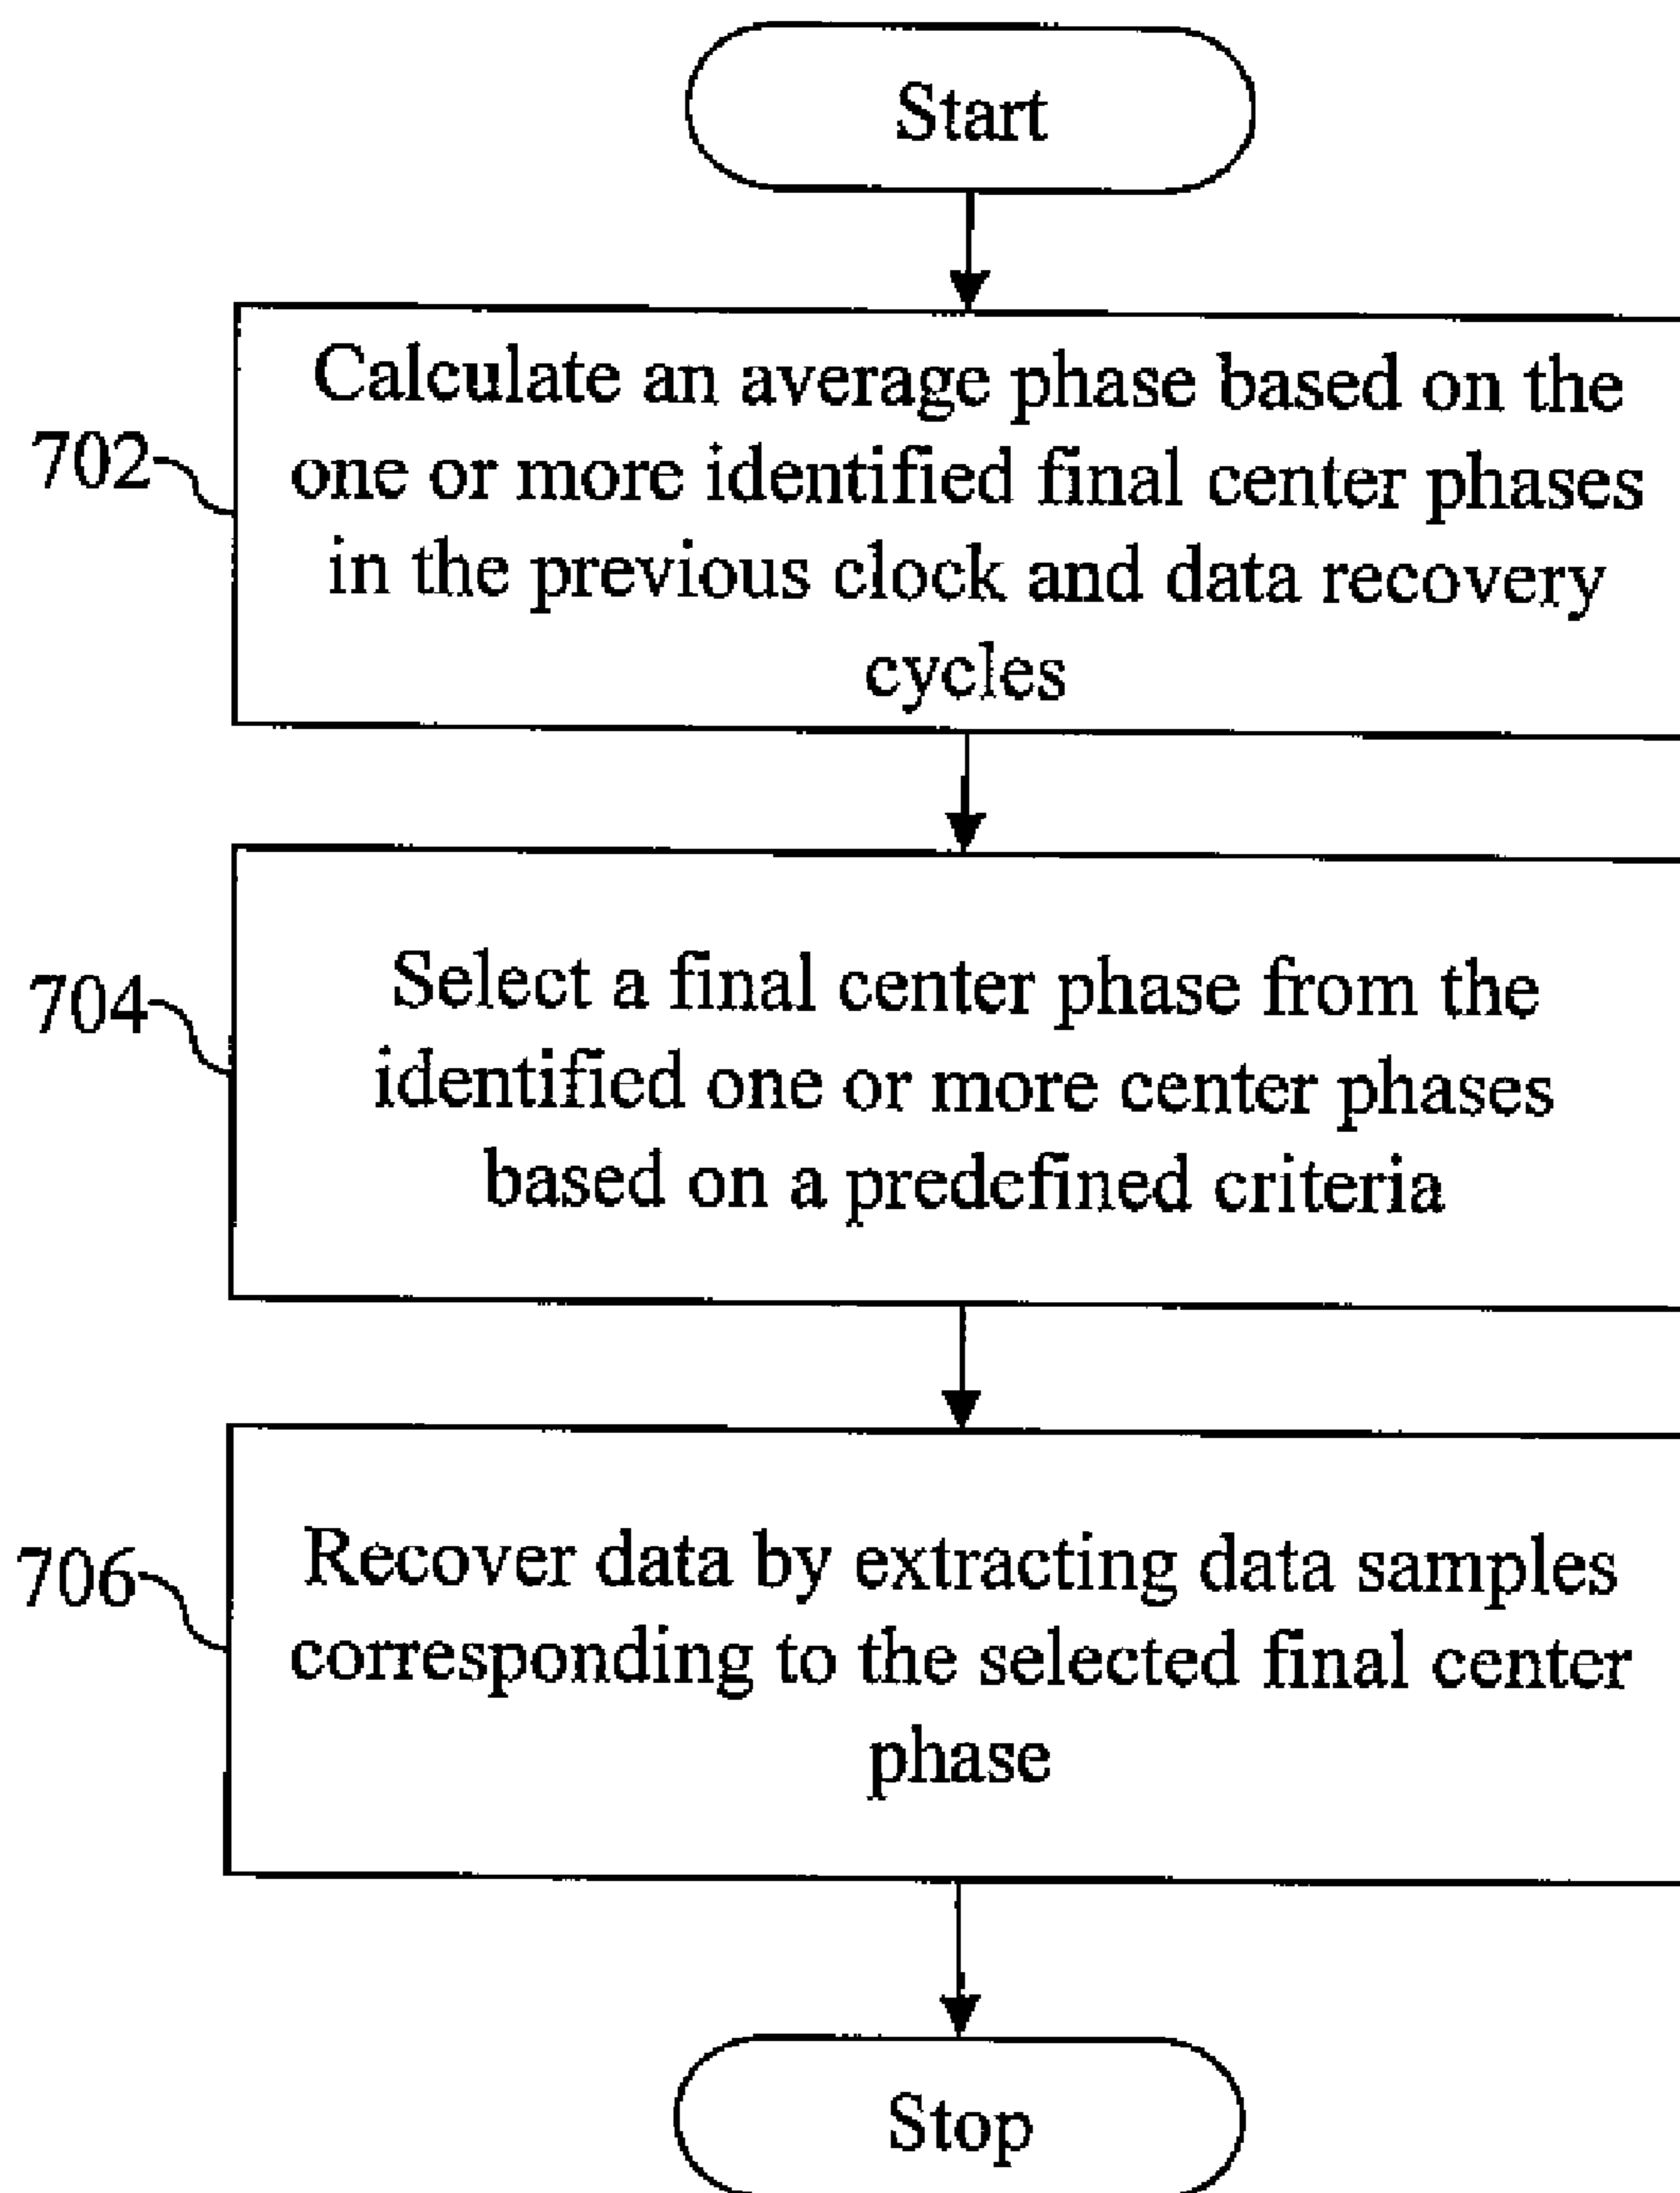 Start
702
Calculate an average phase based on the
one or more identified final center phases
in the previous clock and data recovery
cycles
704
Select a final center phase from the
identified one or more center phases
based on a predefined criteria
706
Recover data by extracting data samples
corresponding to the selected final center
phase
Stop